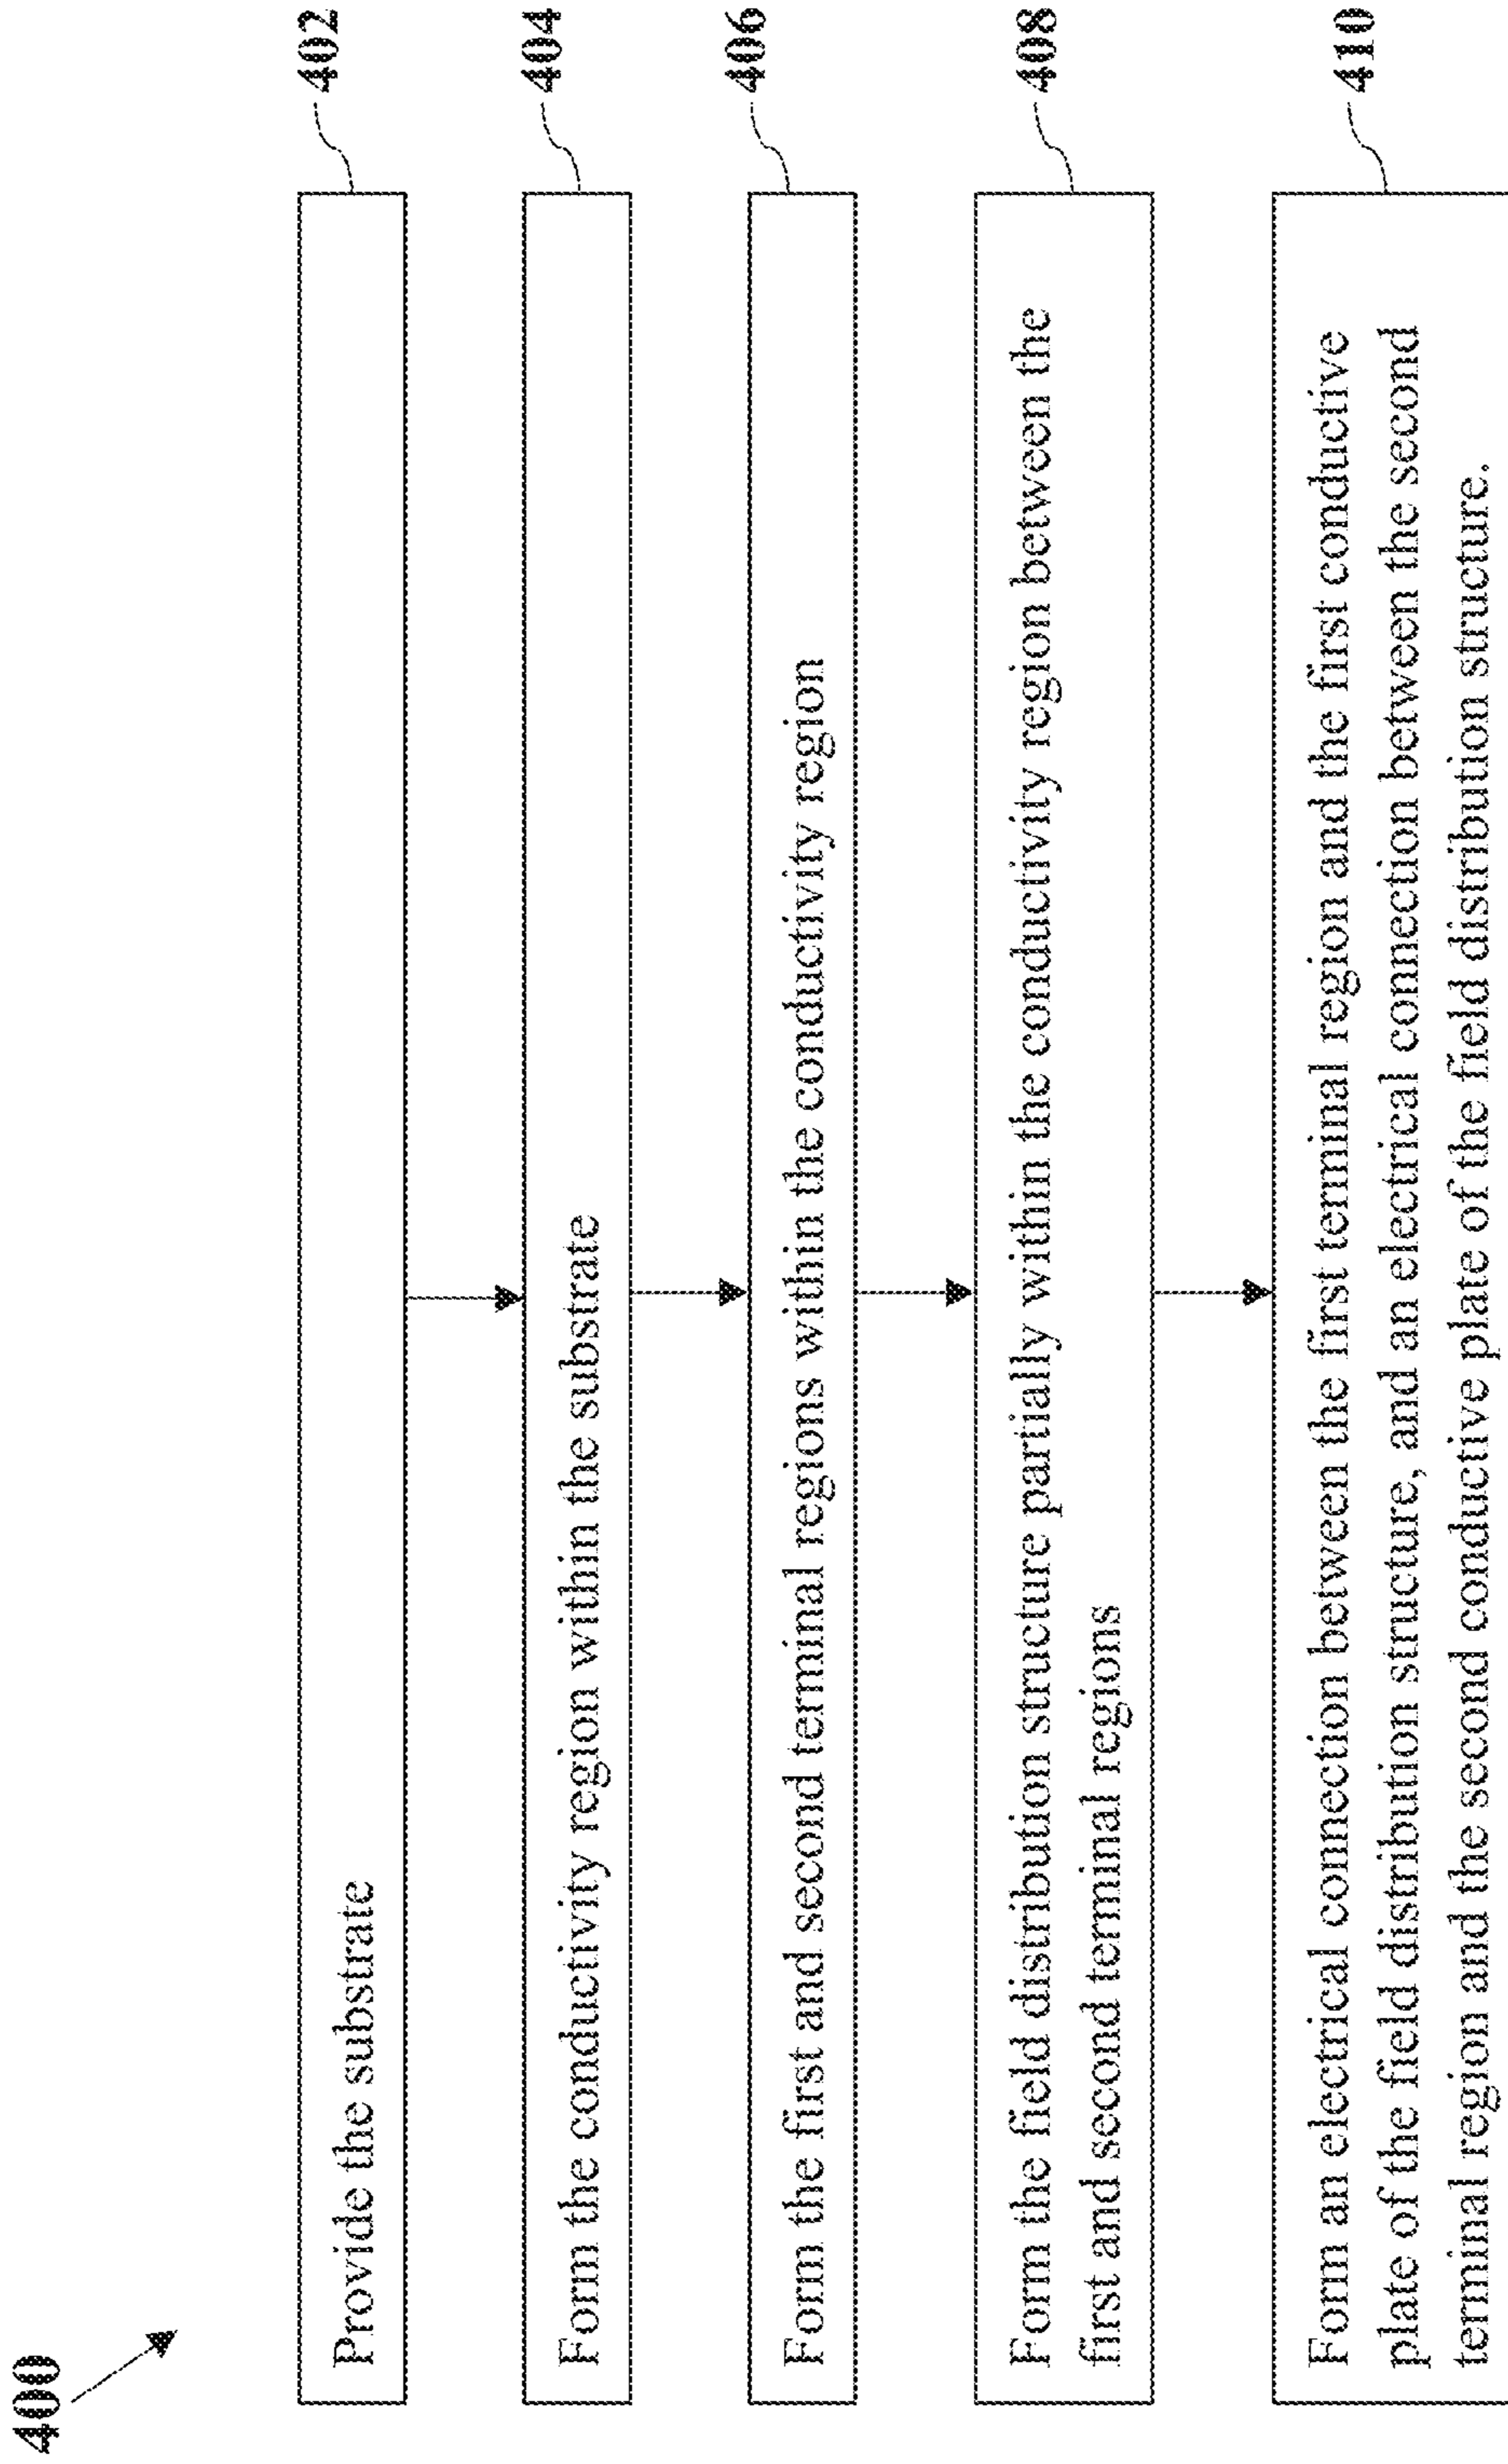 400
Provide the substrate
402
Form the conductivity region within the substrate
404
Form the first and second terminal regions within the conductivity region
406
Form the field distribution structure partially within the conductivity region between the
first and second terminal regions
408
Form an electrical connection between the first terminal region and the first conductive
plate of the field distribution structure, and an electrical connection between the second
terminal region and the second conductive plate of the field distribution structure.
410